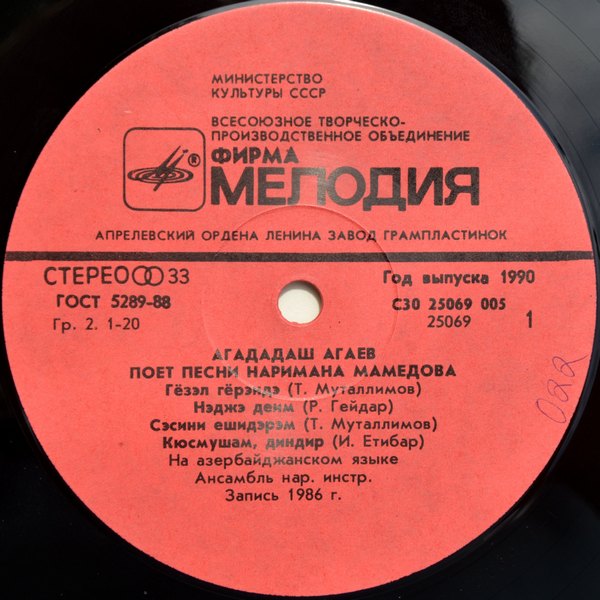 МИНИСТЕРСТВО
КУЛЬТУРЫ СССР
ВСЕСОЮЗНОЕ ТВОРЧЕСКО-
ПРОИЗВОДСТВЕННОЕ ОБЪЕДИНЕНИЕ
ФИРМА
® МЕЛОДИЯ
АПРЕЛЕВСКИЙ ОРДЕНА ЛЕНИНА ЗАВОД ГРАМПЛАСТИНОК
СТЕРЕО 33
Год выпуска 1990
ГОСТ 5289-88
С30 25069 005
Гр. 2. 1-20
25069 1
АГАДАДАШ АГАЕВ
ПОЕТ ПЕСНИ НАРИМАНА МАМЕДОВА
Гёзэл гёрэндэ (Т. Муталлимов)
Нэджэ деим (Р. Гейдар)
Сэсини ешидэрэм (Т. Муталлимов)
Кюсмушам, диндир (И. Етибар)
На азербайджанском языке
Ансамбль нар. инстр.
Запись 1986 г.
022